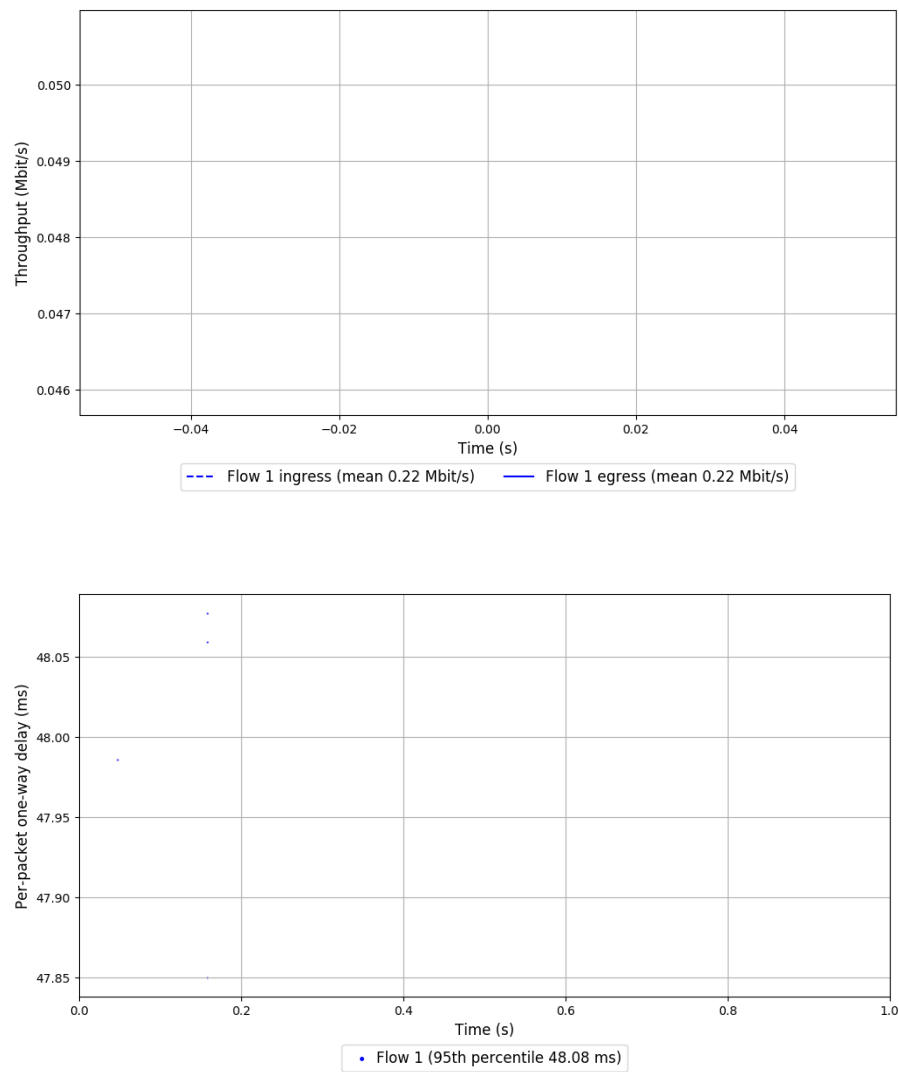 Throughput (Mbit/s)
0.050
0.049
0.048
0.047
0.046
−0.04 −0.02 0.00 0.02 0.04
Time (s)
Flow 1 ingress (mean 0.22 Mbit/s) Flow 1 egress (mean 0.22 Mbit/s)
Per-packet one-way delay (ms)
48.05
48.00
47.95
47.90
47.85
0.0 0.2 0.4 0.6 0.8 1.0
Time (s)
Flow 1 (95th percentile 48.08 ms)